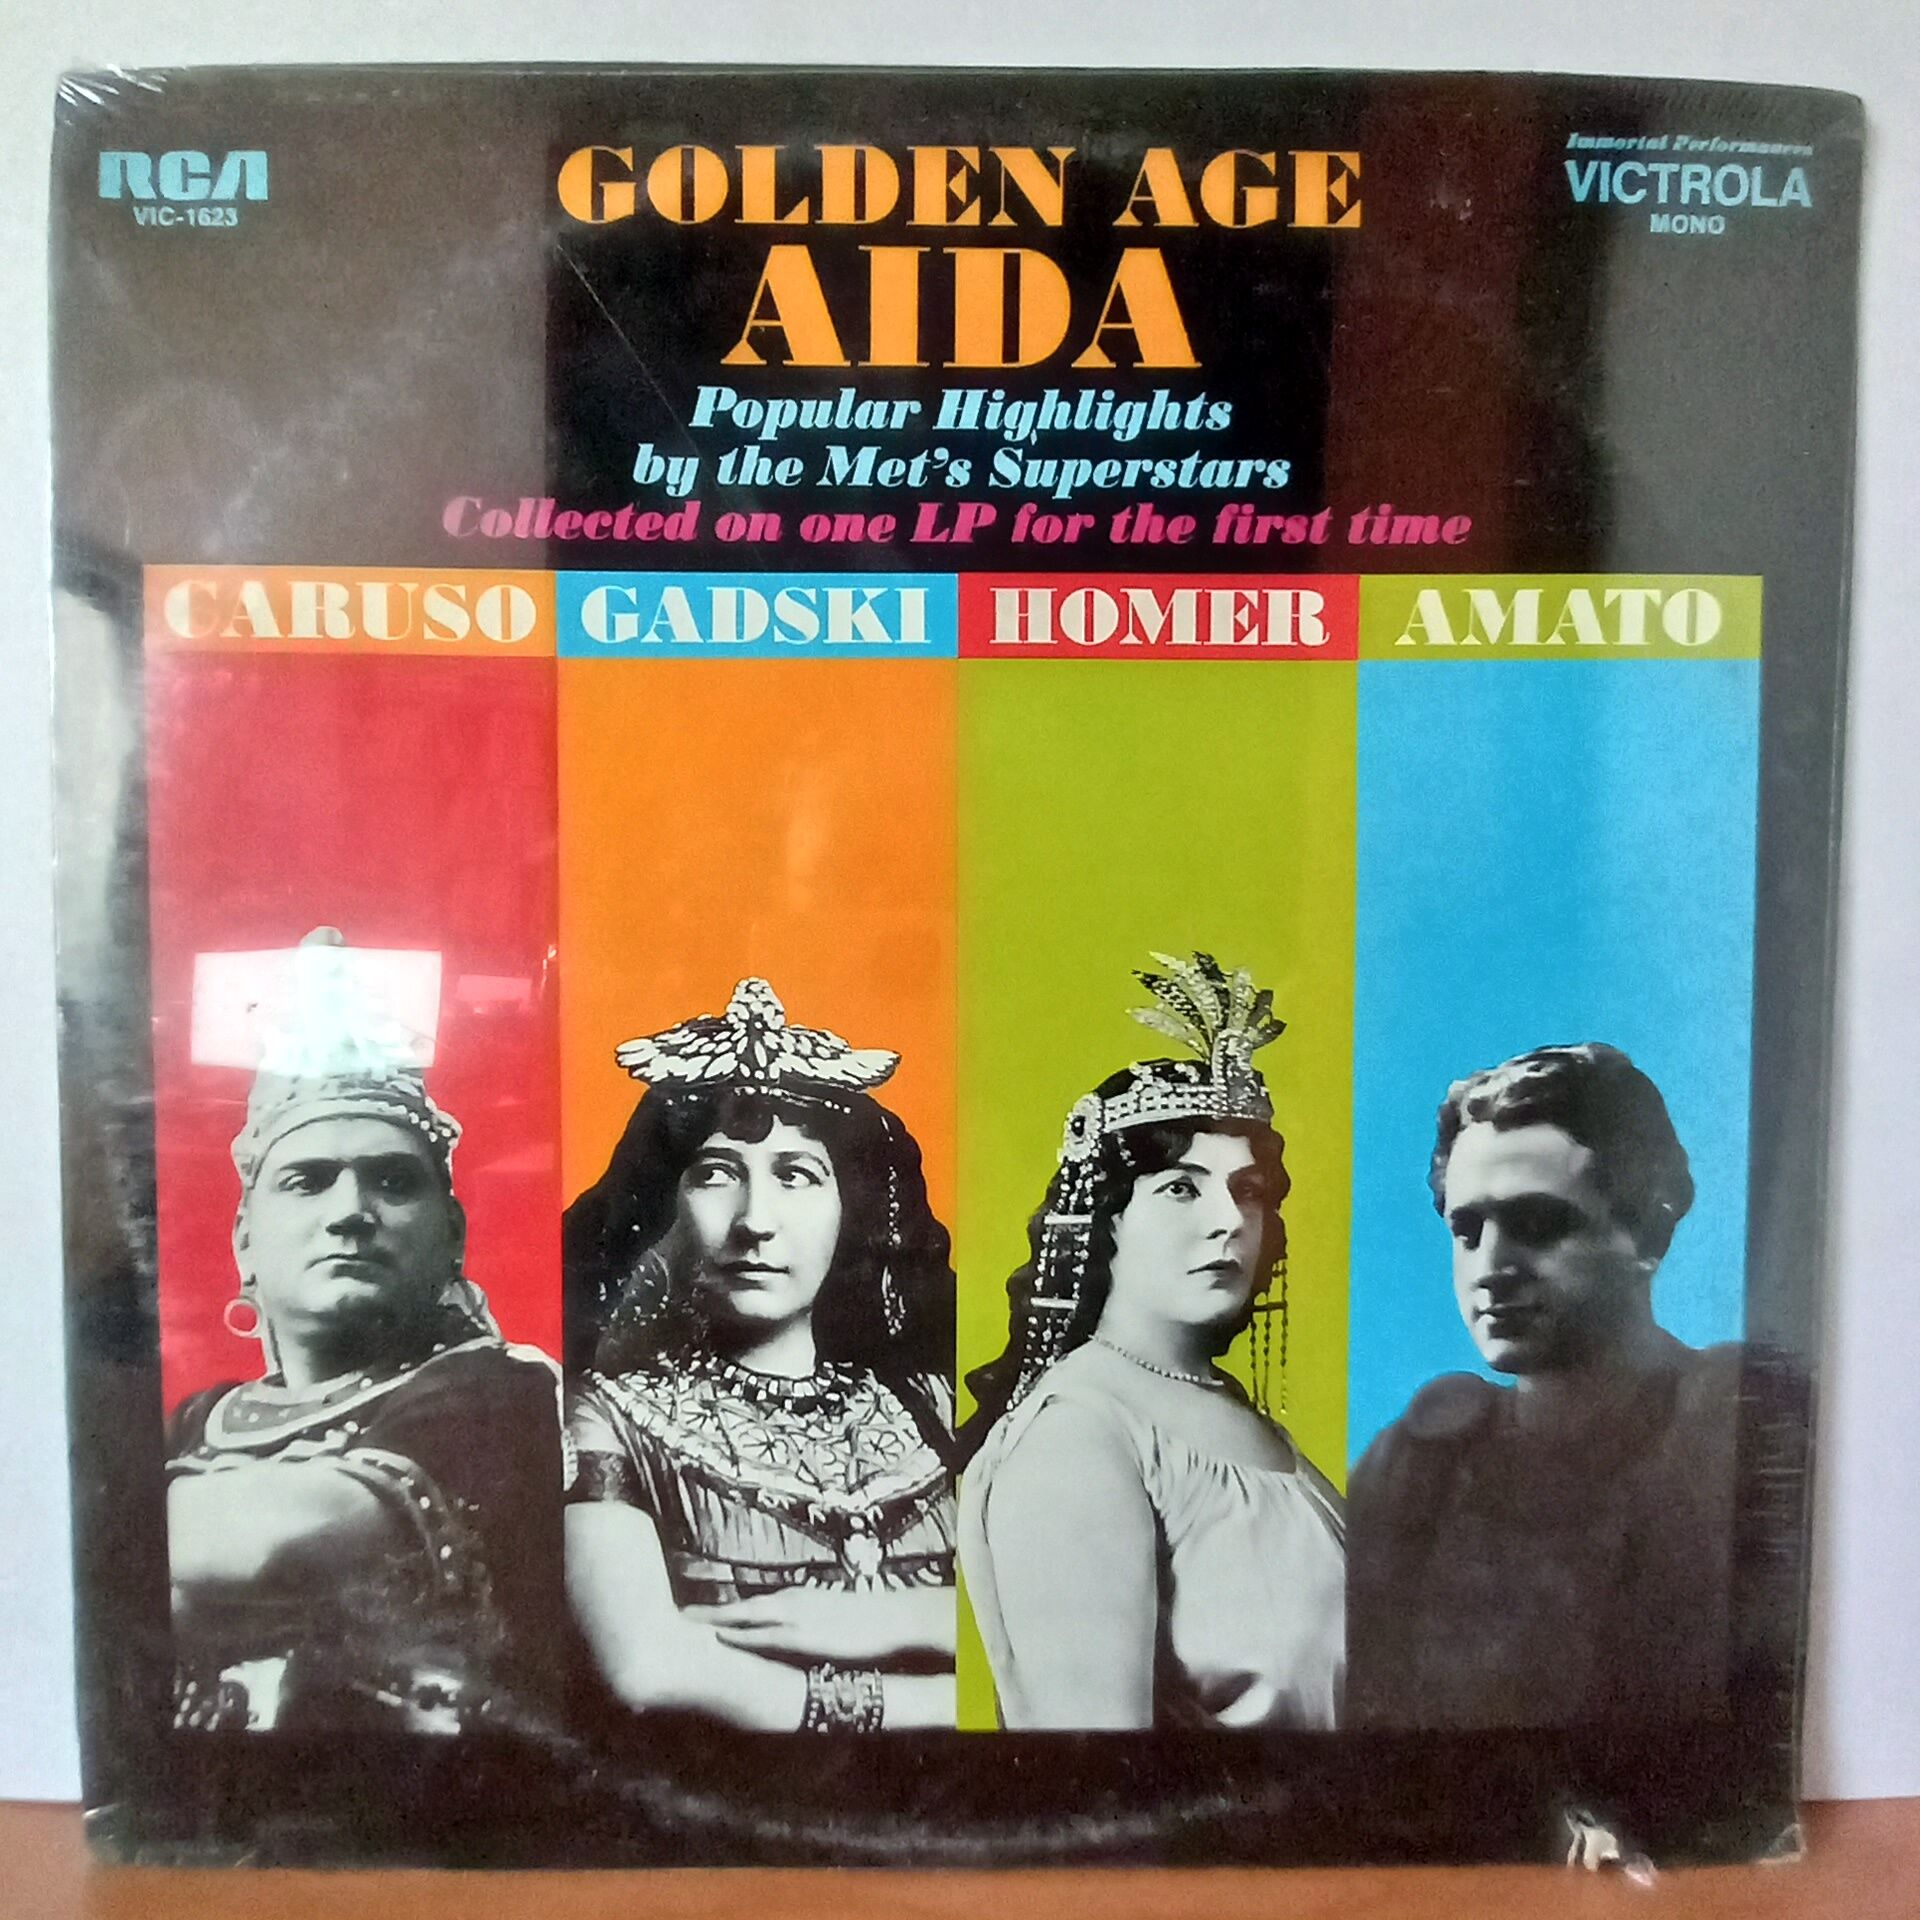 RCA
VIC-1623
GOLDEN AGE
AIDA
Immortal Performances
VICTROLA
MONO
Popular Highlights
by the Met's Superstars
Collected on one LP for the first time
CARUSO GADSKI HOMER AMATO